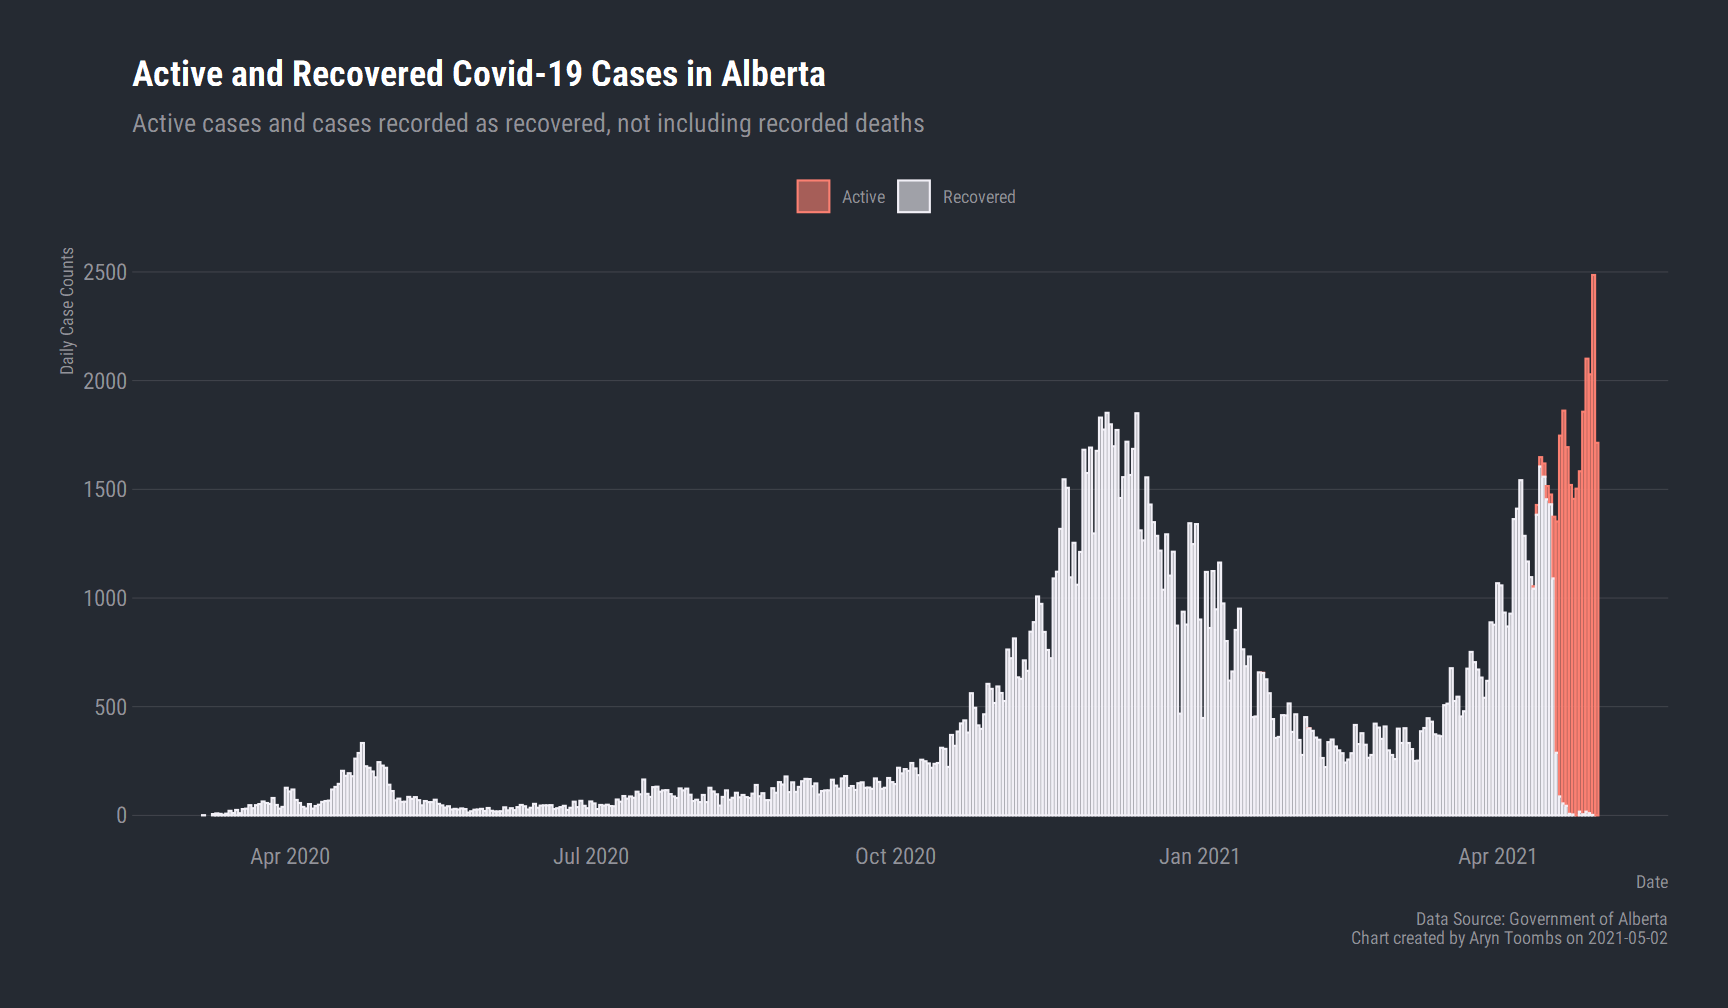 Active and Recovered Covid-19 Cases in Alberta
Active cases and cases recorded as recovered, not including recorded deaths
Active
Recovered
Daily Case Counts
2500
2000
1500
1000
500
0
Apr 2020
Jul 2020
Oct 2020
Jan 2021
Apr 2021
Date
Data Source: Government of Alberta
Chart created by Aryn Toombs on 2021-05-02